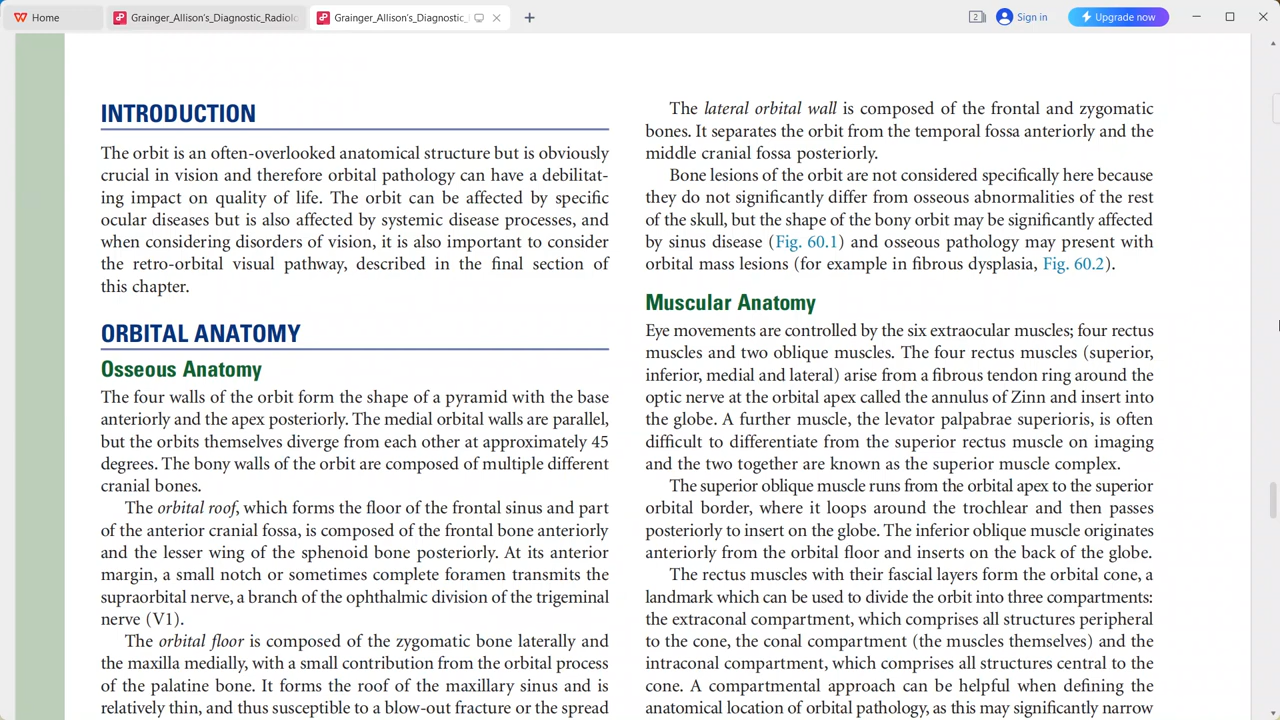 Home
Grainger_Allison's_Diagnostic_Radiolo
Grainger_Allison's_Diagnostic_
2
Sign in
Upgrade now
INTRODUCTION
The orbit is an often-overlooked anatomical structure but is obviously
crucial in vision and therefore orbital pathology can have a debilitat-
ing impact on quality of life. The orbit can be affected by specific
ocular diseases but is also affected by systemic disease processes, and
when considering disorders of vision, it is also important to consider
the retro-orbital visual pathway, described in the final section of
this chapter.
ORBITAL ANATOMY
Osseous Anatomy
The four walls of the orbit form the shape of a pyramid with the base
anteriorly and the apex posteriorly. The medial orbital walls are parallel,
but the orbits themselves diverge from each other at approximately 45
degrees. The bony walls of the orbit are composed of multiple different
cranial bones.
The orbital roof, which forms the floor of the frontal sinus and part
of the anterior cranial fossa, is composed of the frontal bone anteriorly
and the lesser wing of the sphenoid bone posteriorly. At its anterior
margin, a small notch or sometimes complete foramen transmits the
supraorbital nerve, a branch of the ophthalmic division of the trigeminal
nerve (V1).
The orbital floor is composed of the zygomatic bone laterally and
the maxilla medially, with a small contribution from the orbital process
of the palatine bone. It forms the roof of the maxillary sinus and is
relatively thin, and thus susceptible to a blow-out fracture or the spread
The lateral orbital wall is composed of the frontal and zygomatic
bones. It separates the orbit from the temporal fossa anteriorly and the
middle cranial fossa posteriorly.
Bone lesions of the orbit are not considered specifically here because
they do not significantly differ from osseous abnormalities of the rest
of the skull, but the shape of the bony orbit may be significantly affected
by sinus disease (Fig. 60.1) and osseous pathology may present with
orbital mass lesions (for example in fibrous dysplasia, Fig. 60.2).
Muscular Anatomy
Eye movements are controlled by the six extraocular muscles; four rectus
muscles and two oblique muscles. The four rectus muscles (superior,
inferior, medial and lateral) arise from a fibrous tendon ring around the
optic nerve at the orbital apex called the annulus of Zinn and insert into
the globe. A further muscle, the levator palpabrae superioris, is often
difficult to differentiate from the superior rectus muscle on imaging
and the two together are known as the superior muscle complex.
The superior oblique muscle runs from the orbital apex to the superior
orbital border, where it loops around the trochlear and then passes
posteriorly to insert on the globe. The inferior oblique muscle originates
anteriorly from the orbital floor and inserts on the back of the globe.
The rectus muscles with their fascial layers form the orbital cone, a
landmark which can be used to divide the orbit into three compartments:
the extraconal compartment, which comprises all structures peripheral
to the cone, the conal compartment (the muscles themselves) and the
intraconal compartment, which comprises all structures central to the
cone. A compartmental approach can be helpful when defining the
anatomical location of orbital pathology, as this may significantly narrow